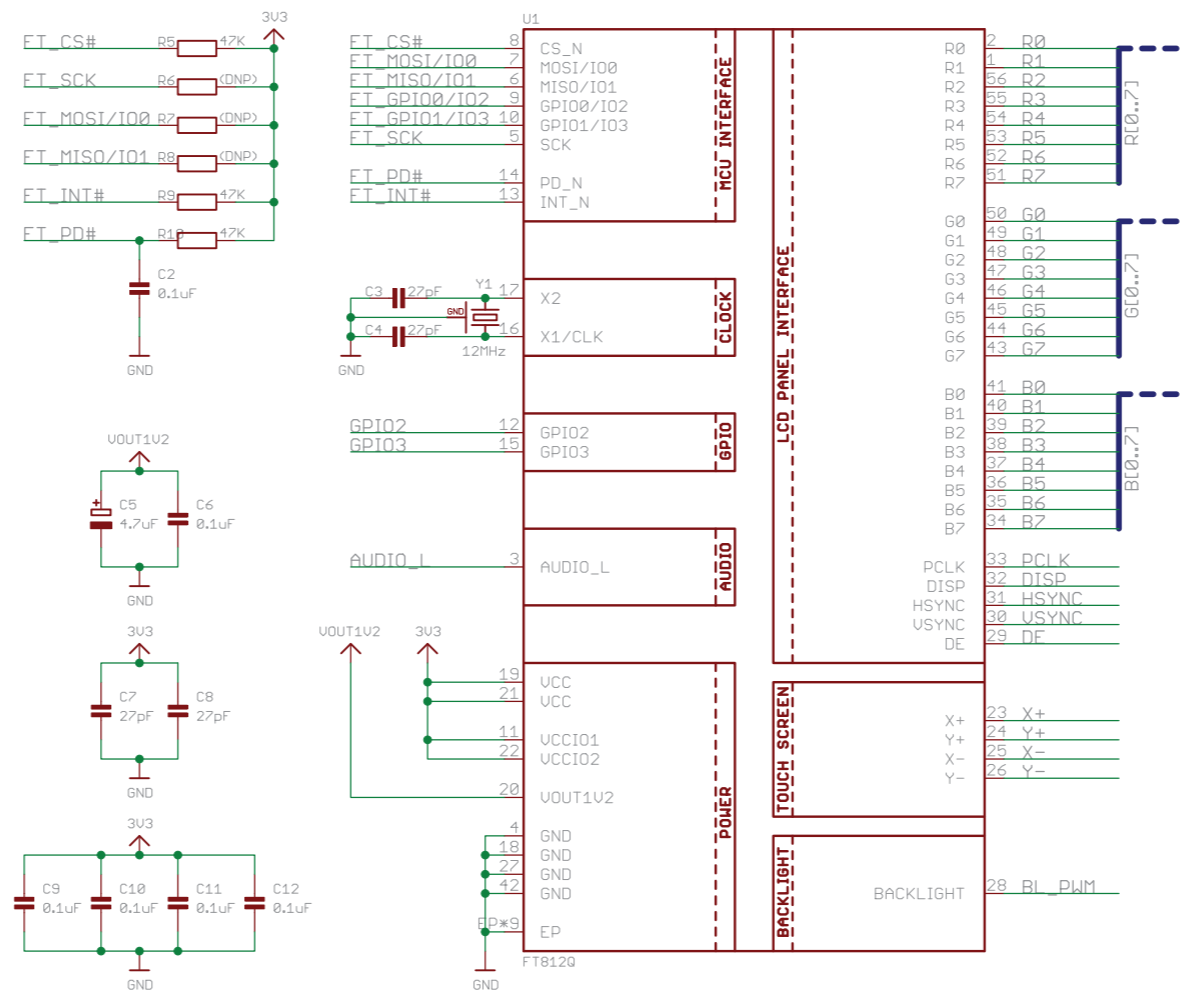 3V3
FT_CS# R5 47K
FT_SCK R6 (DNP)
FT_MOSI/IO0 R7 (DNP)
FT_MISO/IO1 R8 (DNP)
FT_INT# R9 47K
FT_PD# R10 47K
C2
0.1uF
GND
VOUT1V2
C5
+
4.7uF
C6
0.1uF
GND
3V3
C7
27pF
C8
27pF
GND
3V3
C9
0.1uF
C10
0.1uF
C11
0.1uF
C12
0.1uF
GND
U1
FT_CS# 8 CS_N
FT_MOSI/IO0 7 MOSI/IO0
FT_MISO/IO1 6 MISO/IO1
FT_GPIO0/IO2 9 GPIO0/IO2
FT_GPIO1/IO3 10 GPIO1/IO3
FT_SCK 5 SCK
FT_PD# 14 PD_N
FT_INT# 13 INT_N
MCU INTERFACE
C3 27pF Y1 17 X2
GND
C4 27pF 16 X1/CLK
12MHz
GND
CLOCK
GPIO2 12 GPIO2
GPIO3 15 GPIO3
GPIO
AUDIO_L 3 AUDIO_L
AUDIO
VOUT1V2 3V3
19 VCC
21 VCC
11 VCCIO1
22 VCCIO2
20 VOUT1V2
4 GND
18 GND
27 GND
42 GND
EP*9 EP
GND
POWER
FT812Q
LCD PANEL INTERFACE
R0 2 R0
R1 1 R1
R2 56 R2
R3 55 R3
R4 54 R4
R5 53 R5
R6 52 R6
R7 51 R7
R[0..7]
G0 50 G0
G1 49 G1
G2 48 G2
G3 47 G3
G4 46 G4
G5 45 G5
G6 44 G6
G7 43 G7
G[0..7]
B0 41 B0
B1 40 B1
B2 39 B2
B3 38 B3
B4 37 B4
B5 36 B5
B6 35 B6
B7 34 B7
B[0..7]
PCLK 33 PCLK
DISP 32 DISP
HSYNC 31 HSYNC
VSYNC 30 VSYNC
DE 29 DE
TOUCH SCREEN
X+ 23 X+
Y+ 24 Y+
X- 25 X-
Y- 26 Y-
BACKLIGHT
BACKLIGHT 28 BL_PWM